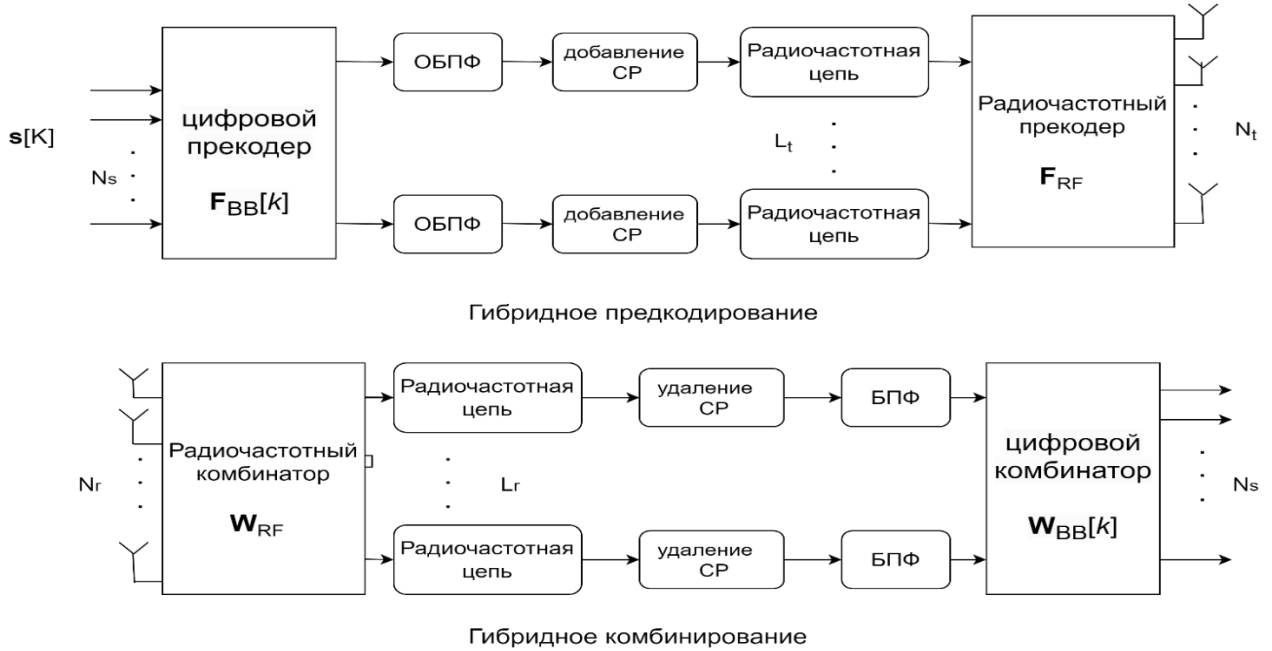 ОБПФ
добавление
CP
Радиочастотная
цепь
s[K]
Ns
цифровой
прекодер
FBB[k]
Lt
Радиочастотный
прекодер
FRF
Nt
ОБПФ
добавление
CP
Радиочастотная
цепь
Гибридное предкодирование
Радиочастотная
цепь
удаление
CP
БПФ
Nr
Радиочастотный
комбинатор
WRF
Lr
цифровой
комбинатор
WBB[k]
Ns
Радиочастотная
цепь
удаление
CP
БПФ
Гибридное комбинирование